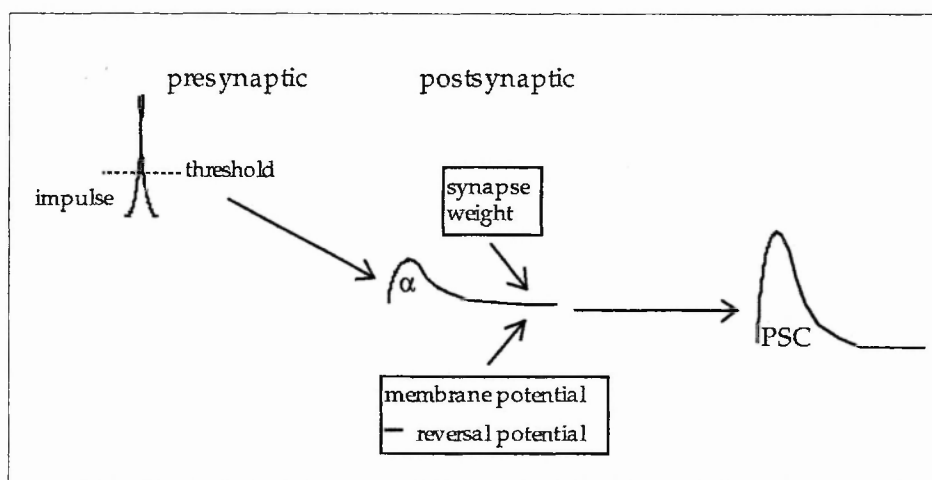 presynaptic
postsynaptic
threshold
impulse
synapse
weight
α
PSC
membrane potential
− reversal potential